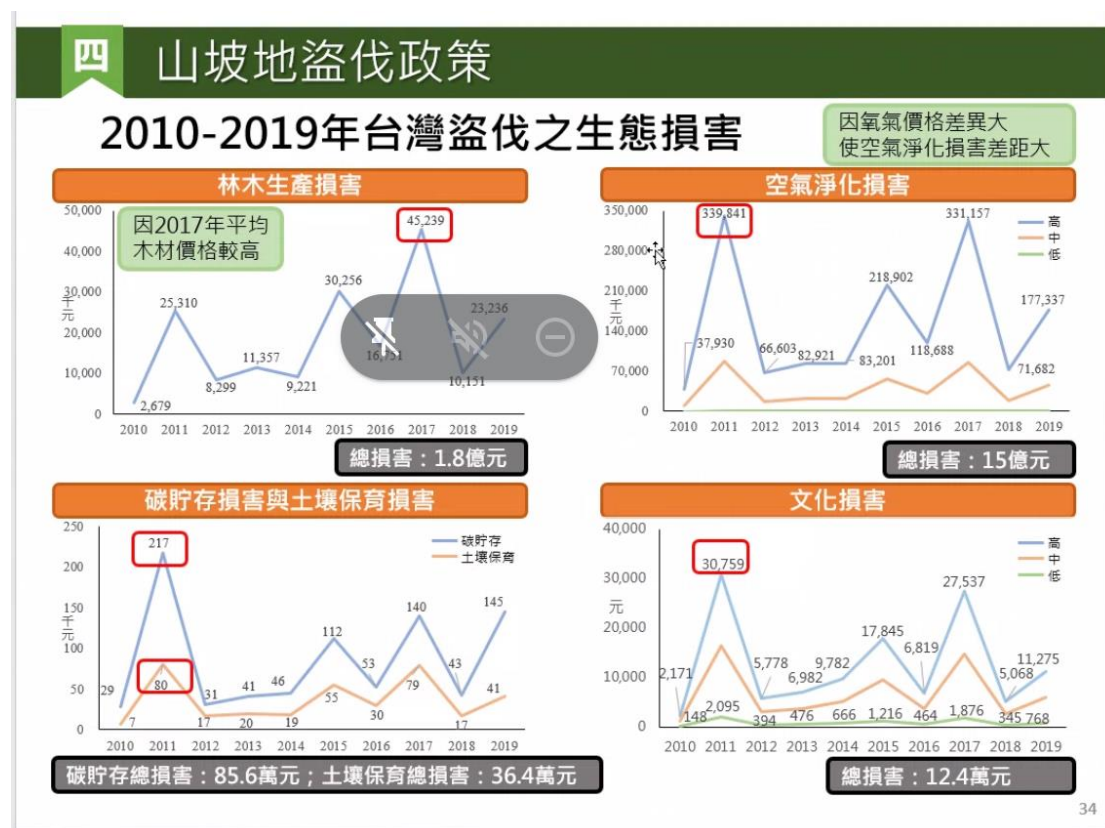 四 山坡地盜伐政策
2010-2019年台灣盜伐之生態損害
因氧氣價格差異大
使空氣淨化損害差距大
林木生產損害
因2017年平均
木材價格較高
千元
50,000
40,000
30,000
20,000
10,000
0
2,679
25,310
8,299
11,357
9,221
30,256
16,751
45,239
10,151
23,236
2010 2011 2012 2013 2014 2015 2016 2017 2018 2019
總損害：1.8億元
空氣淨化損害
千元
350,000
280,000
210,000
140,000
70,000
0
高
中
低
37,930
339,841
66,603
82,921
83,201
218,902
118,688
331,157
71,682
177,337
2010 2011 2012 2013 2014 2015 2016 2017 2018 2019
總損害：15億元
碳貯存損害與土壤保育損害
千元
250
200
150
100
50
0
碳貯存
土壤保育
29
217
31
41
46
112
53
140
43
145
7
80
17
20
19
55
30
79
17
41
2010 2011 2012 2013 2014 2015 2016 2017 2018 2019
碳貯存總損害：85.6萬元；土壤保育總損害：36.4萬元
文化損害
元
40,000
30,000
20,000
10,000
0
高
中
低
2,171
30,759
5,778
6,982
9,782
17,845
6,819
27,537
5,068
11,275
148
2,095
394
476
666
1,216
464
1,876
345
768
2010 2011 2012 2013 2014 2015 2016 2017 2018 2019
總損害：12.4萬元
34